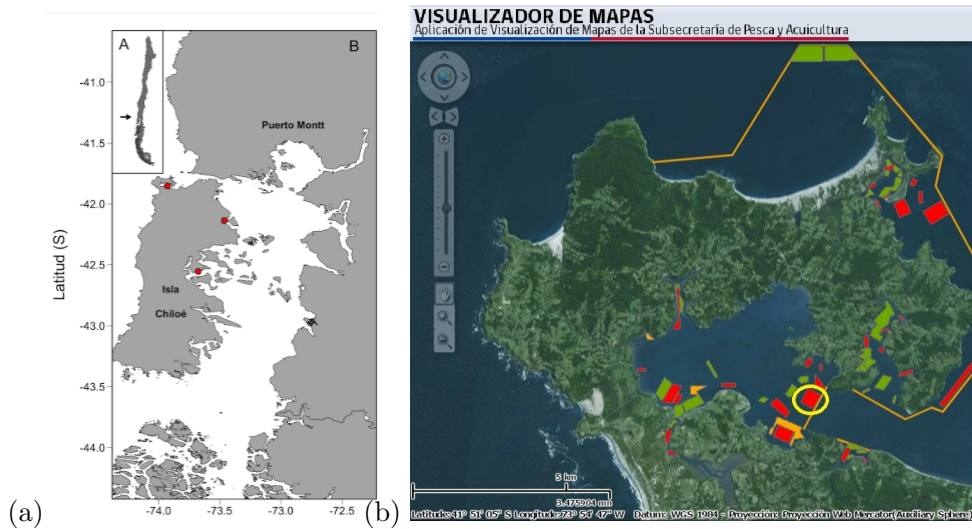 A
B
-41.0
-41.5
-42.0
-42.5
-43.0
-43.5
-44.0
Latitud (S)
Puerto Montt
Isla
Chiloé
-74.0
-73.5
-73.0
-72.5
(a)
VISUALIZADOR DE MAPAS
Aplicación de Visualización de Mapas de la Subsecretaría de Pesca y Acuicultura
5 km
3.475904 mn
Latitude: 41° 51' 05" S Longitude: 73° 54' 47" W Datum: WGS 1984 - Proyección: Proyección Web Mercator(Auxiliary Sphere)
(b)